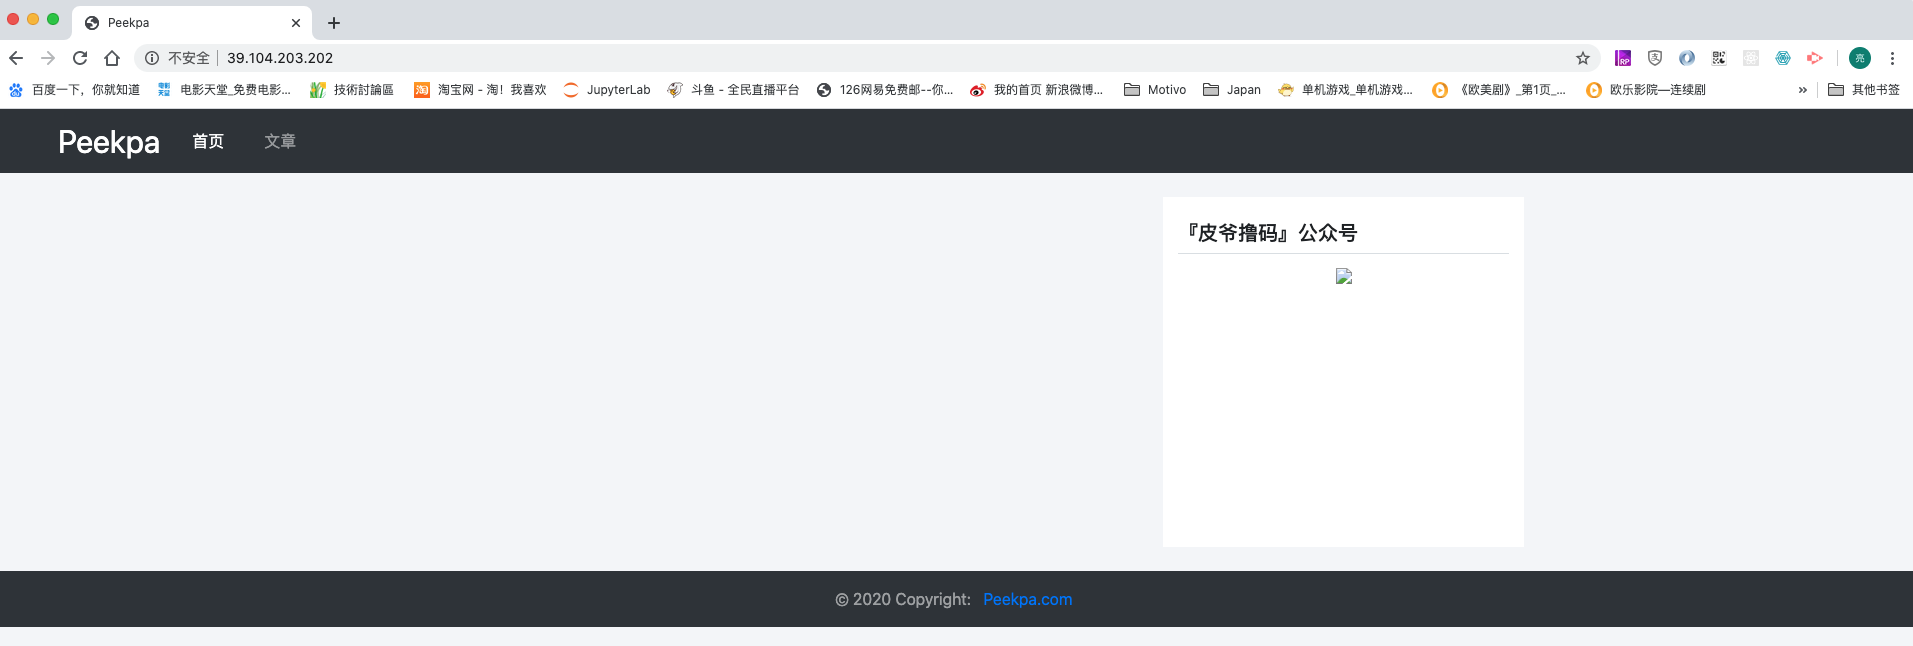 Peekpa
不安全 39.104.203.202
百度一下，你就知道 电影天堂_免费电影... 技術討論區 淘宝网 - 淘！我喜欢 JupyterLab 斗鱼 - 全民直播平台 126网易免费邮--你... 我的首页 新浪微博... Motivo Japan 单机游戏_单机游戏... 《欧美剧》_第1页_... 欧乐影院—连续剧 » 其他书签
Peekpa 首页 文章
『皮爷撸码』公众号
© 2020 Copyright: Peekpa.com